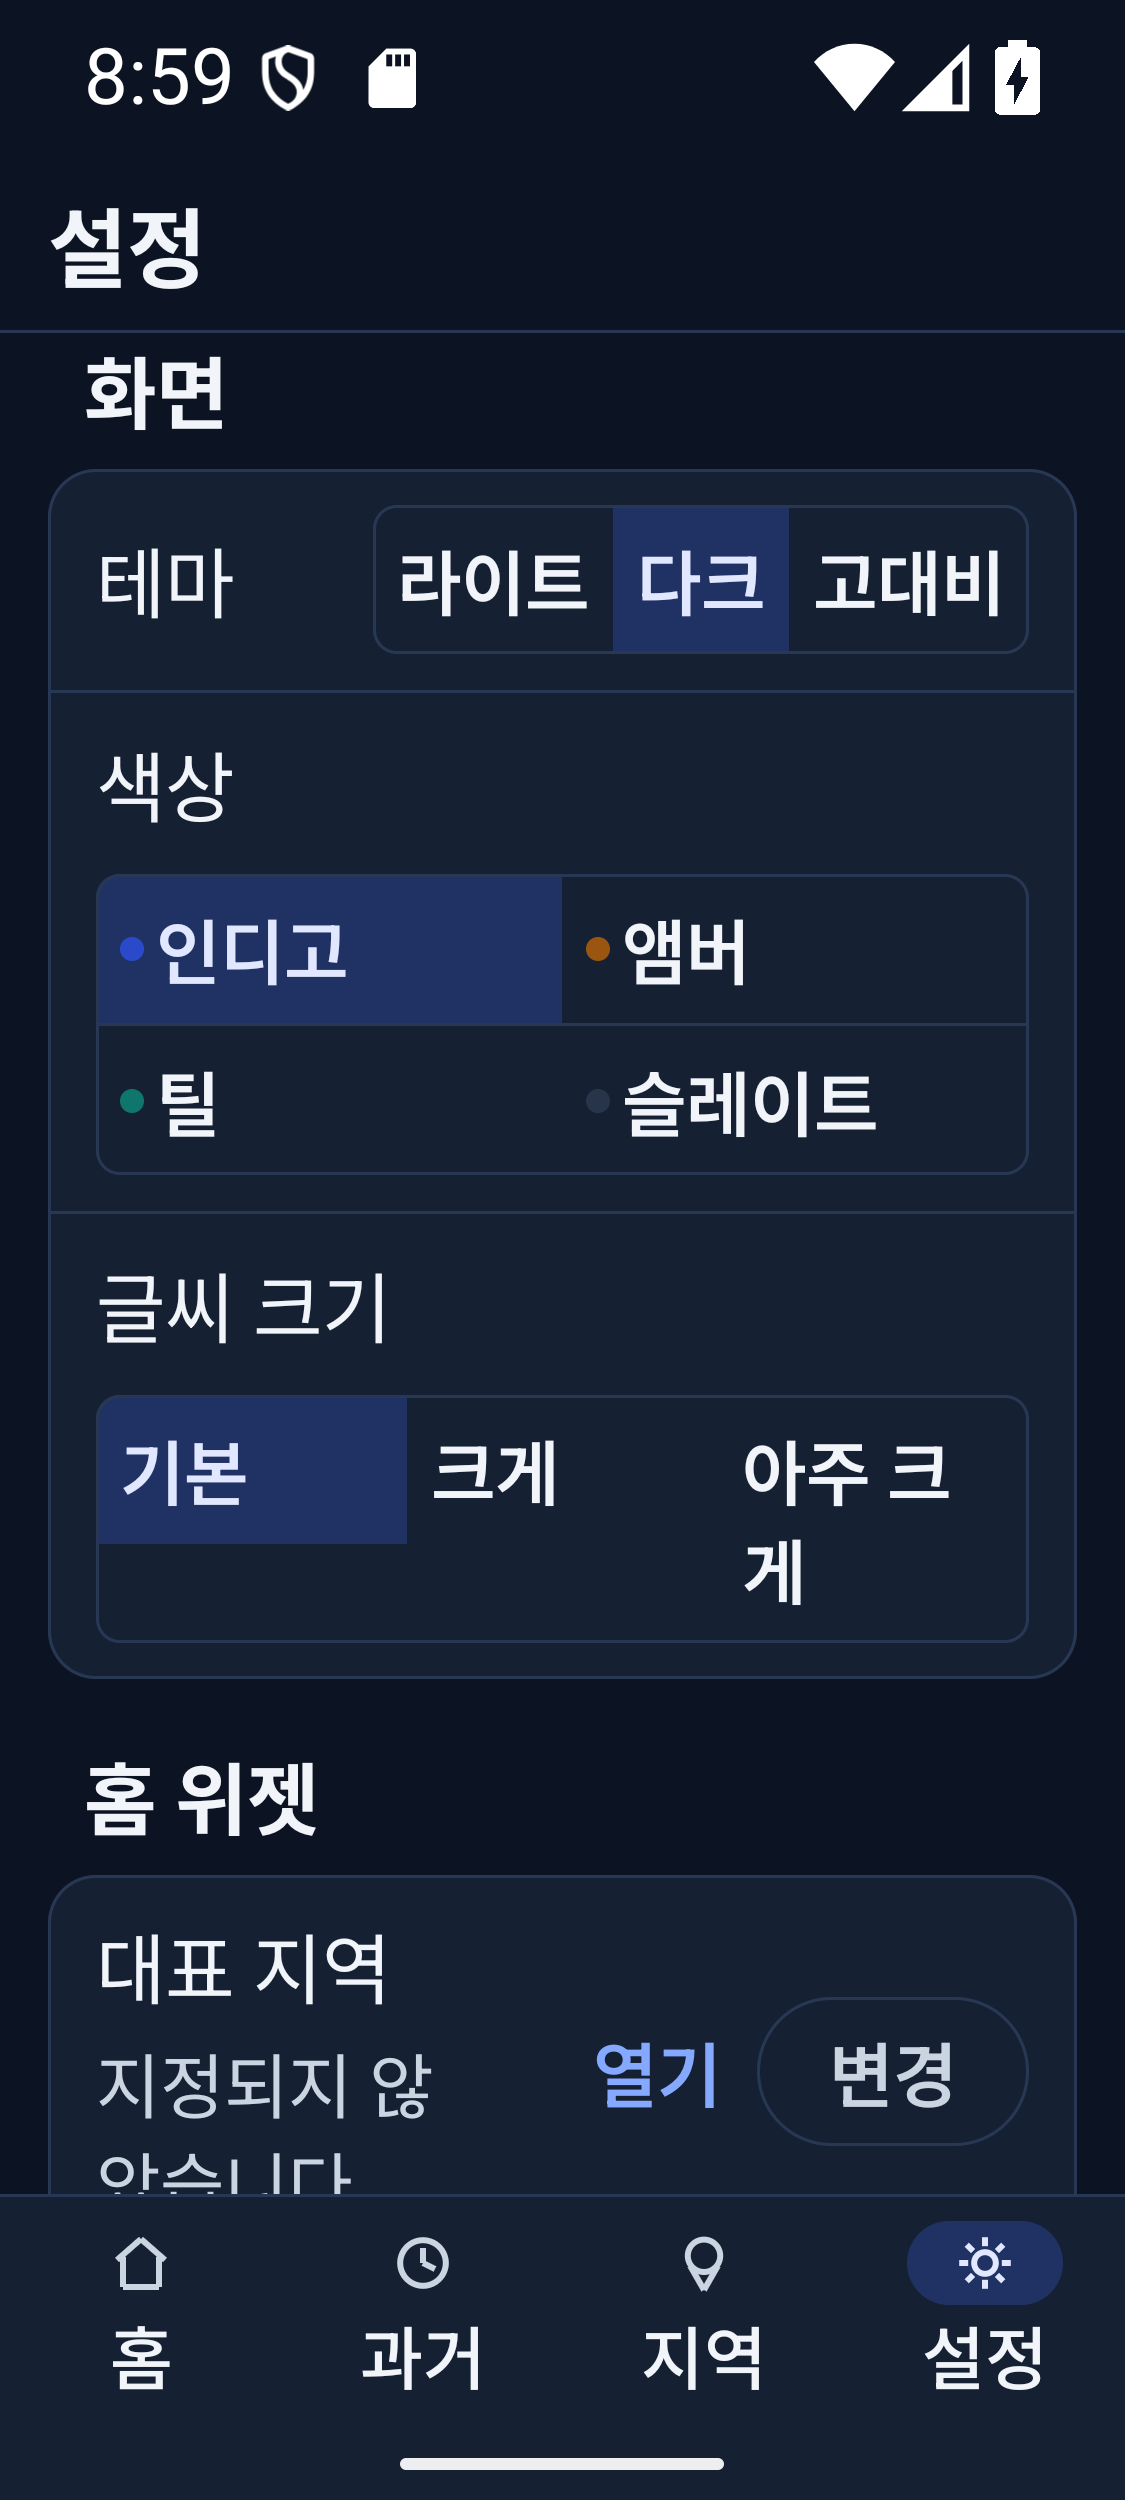 8:59
설정
화면
테마
라이트 다크 고대비
색상
인디고 앰버
틸 슬레이트
글씨 크기
기본 크게 아주 크
게
홈 위젯
대표 지역
지정되지 않
열기 변경
홈 과거 지역 설정